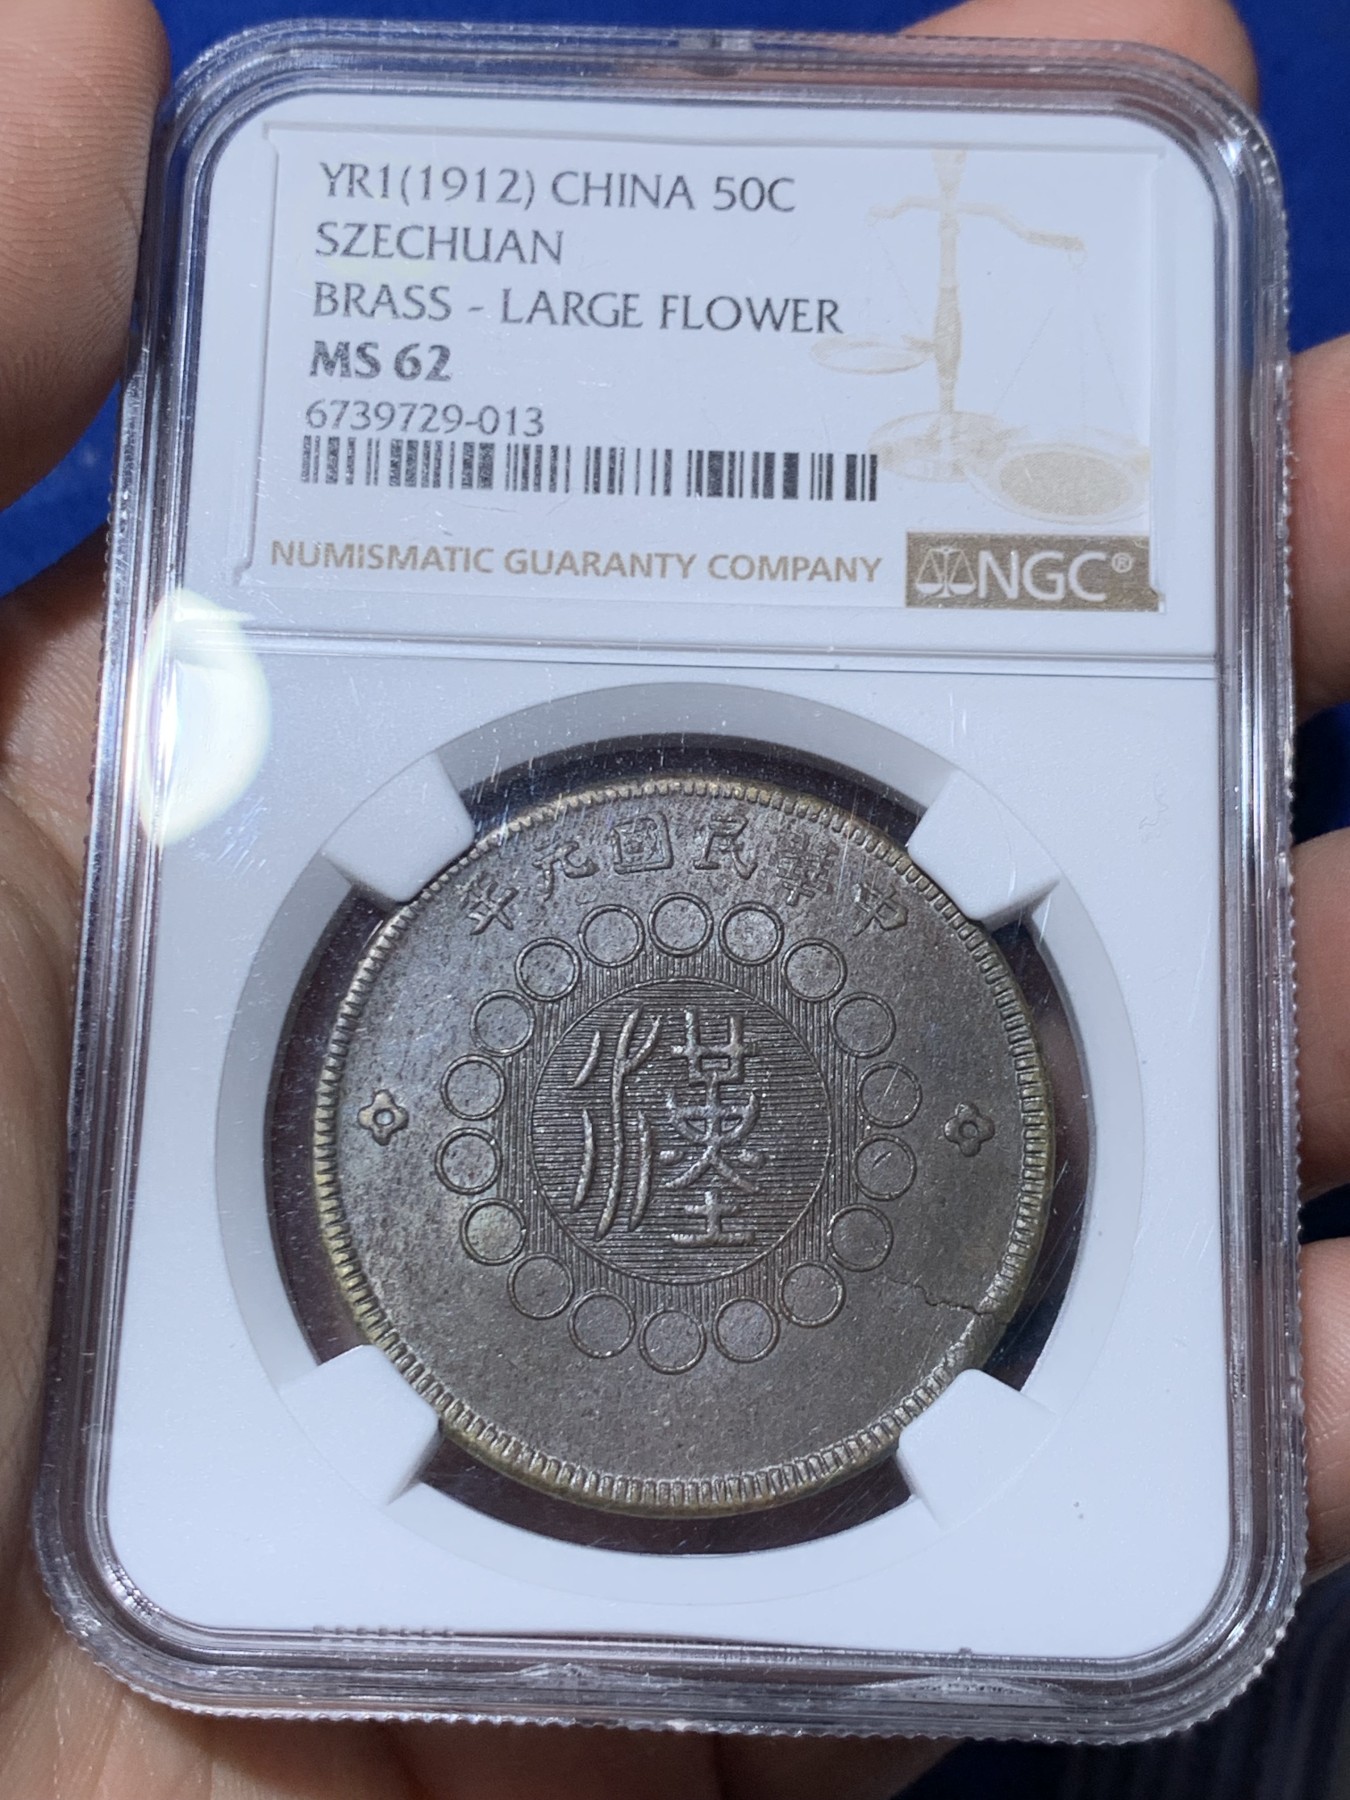 YR1(1912) CHINA 50C
SZECHUAN
BRASS - LARGE FLOWER
MS 62
6739729-013
NUMISMATIC GUARANTY COMPANY
NGC®
年元國民華中
漢